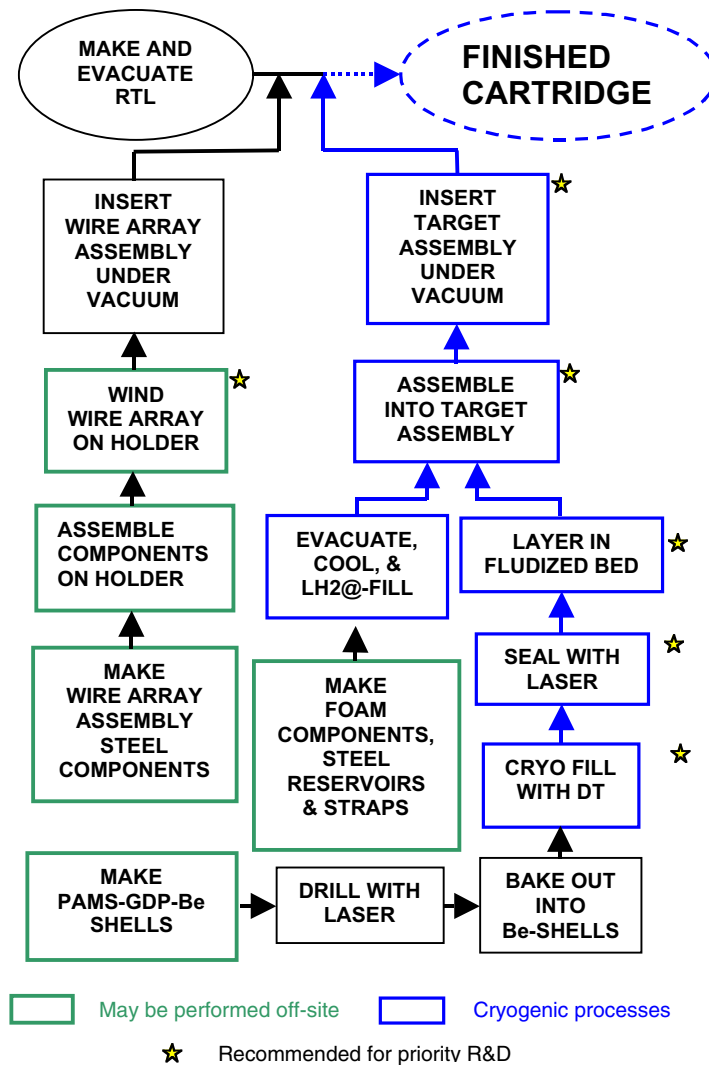 MAKE AND
EVACUATE
RTL
FINISHED
CARTRIDGE
INSERT
WIRE ARRAY
ASSEMBLY
UNDER
VACUUM
INSERT
TARGET
ASSEMBLY
UNDER
VACUUM
WIND
WIRE ARRAY
ON HOLDER
ASSEMBLE
INTO TARGET
ASSEMBLY
ASSEMBLE
COMPONENTS
ON HOLDER
EVACUATE,
COOL, &
LH2@-FILL
LAYER IN
FLUDIZED BED
MAKE
WIRE ARRAY
ASSEMBLY
STEEL
COMPONENTS
MAKE
FOAM
COMPONENTS,
STEEL
RESERVOIRS
& STRAPS
SEAL WITH
LASER
CRYO FILL
WITH DT
MAKE
PAMS-GDP-Be
SHELLS
DRILL WITH
LASER
BAKE OUT
INTO
Be-SHELLS
May be performed off-site
Cryogenic processes
Recommended for priority R&D